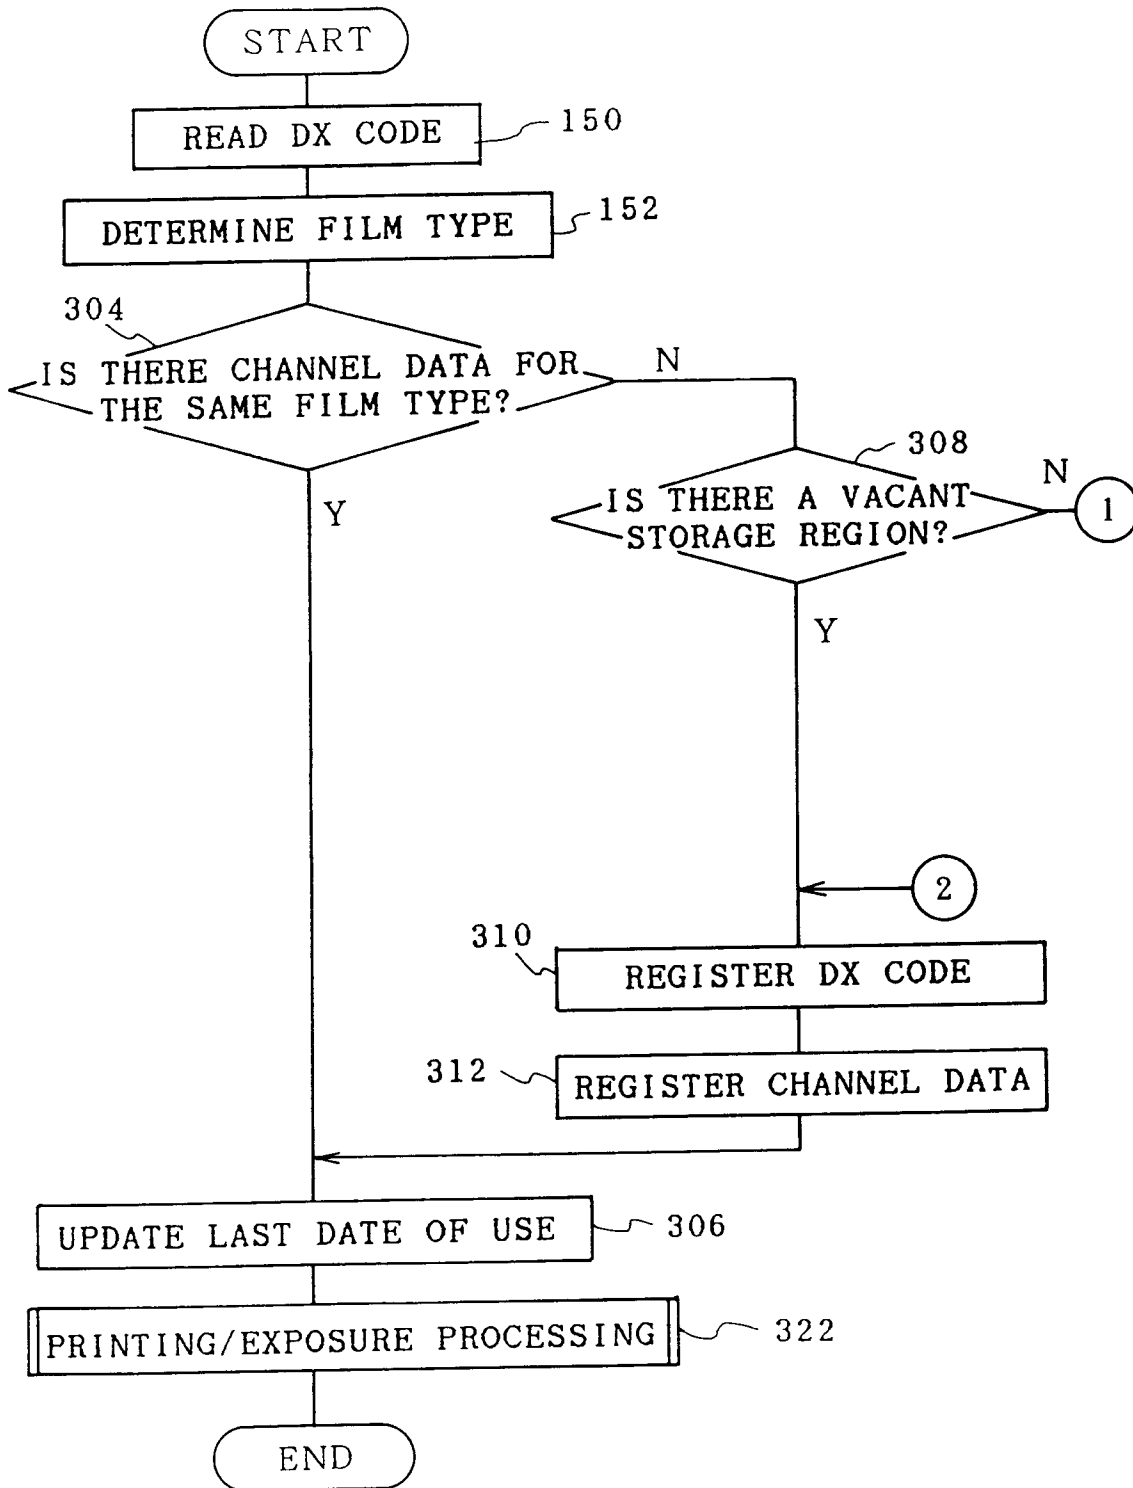 START
READ DX CODE
150
DETERMINE FILM TYPE
152
304
IS THERE CHANNEL DATA FOR
THE SAME FILM TYPE?
N
Y
308
IS THERE A VACANT
STORAGE REGION?
N
1
Y
2
310
REGISTER DX CODE
312
REGISTER CHANNEL DATA
UPDATE LAST DATE OF USE
306
PRINTING/EXPOSURE PROCESSING
322
END